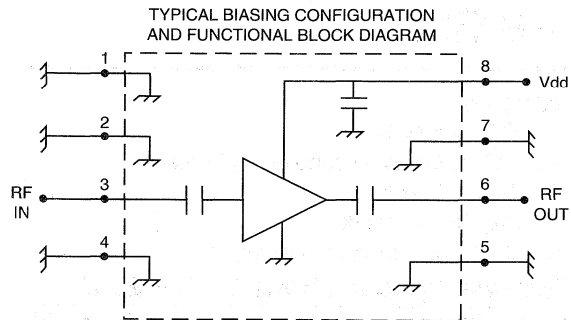 TYPICAL BIASING CONFIGURATION
AND FUNCTIONAL BLOCK DIAGRAM
1
8
Vdd
2
7
RF
IN
3
6
RF
OUT
4
5